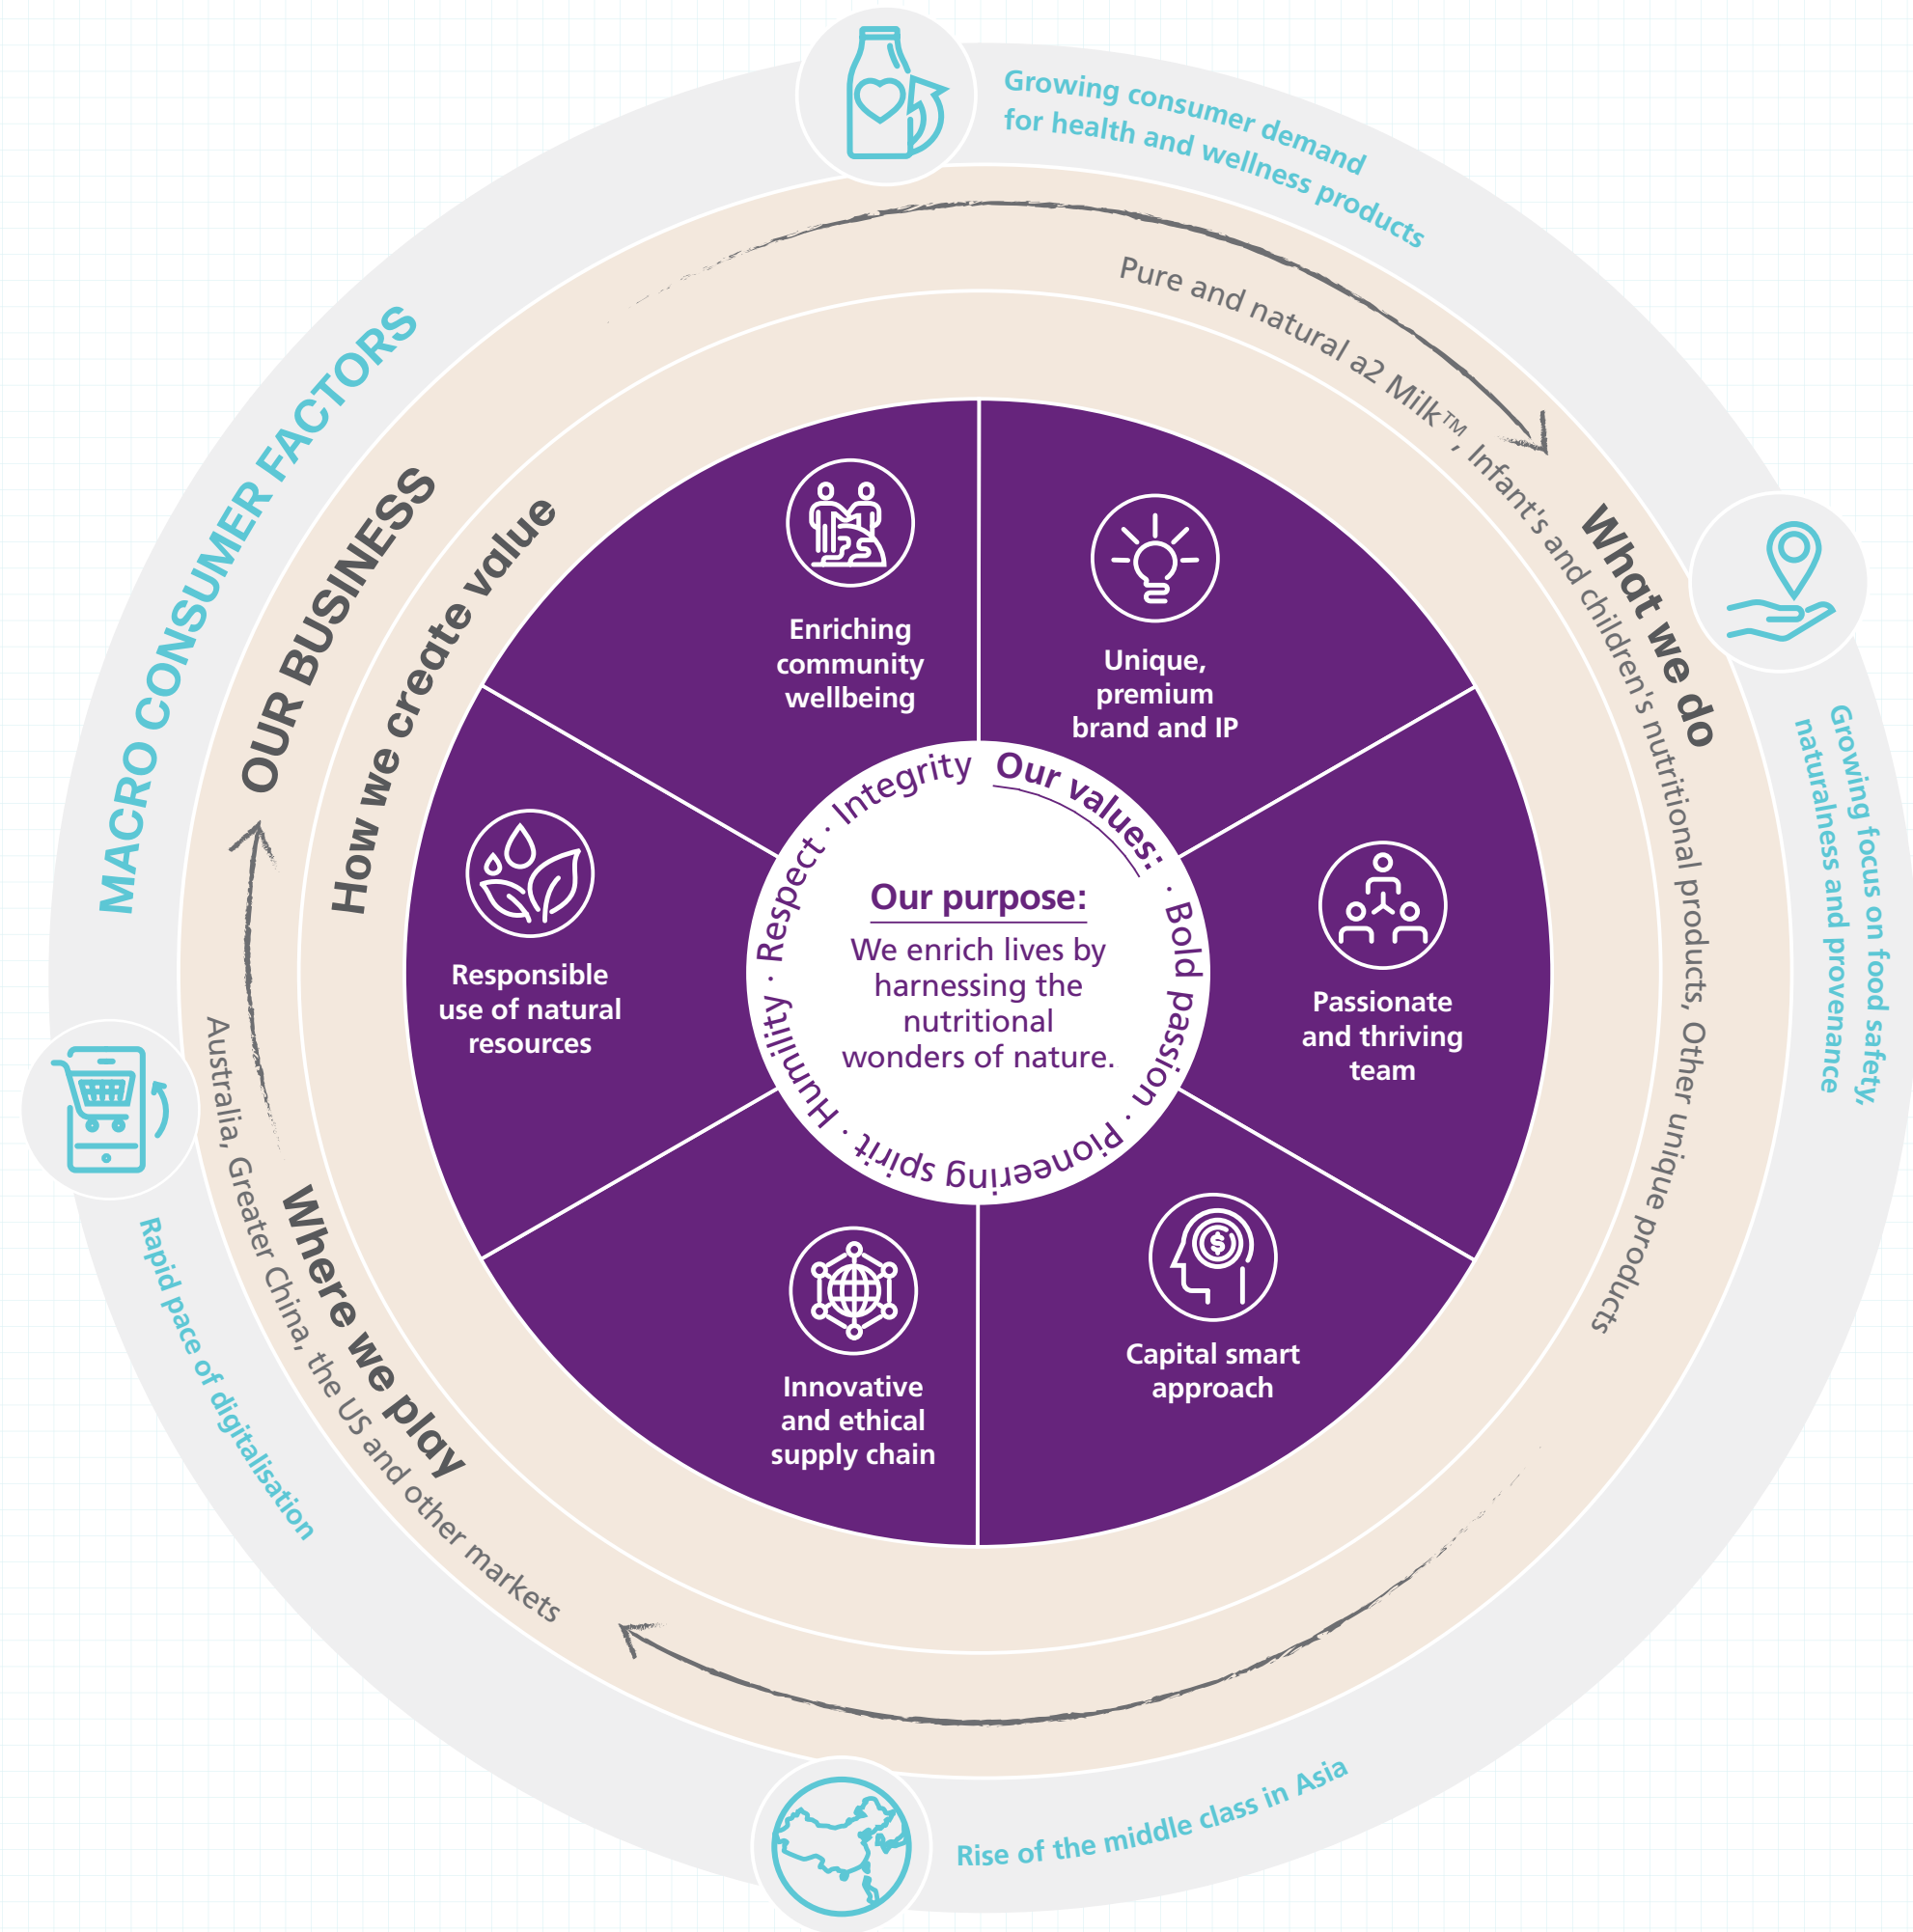 MACRO CONSUMER FACTORS
Growing consumer demand
for health and wellness products
Growing focus on food safety,
naturalness and provenance
Rise of the middle class in Asia
Rapid pace of digitalisation
OUR BUSINESS
What we do
Pure and natural a2 Milk™, Infant's and children's nutritional products, Other unique products
Where we play
Australia, Greater China, the US and other markets
How we create value
Unique,
premium
brand and IP
Passionate
and thriving
team
Capital smart
approach
Innovative
and ethical
supply chain
Responsible
use of natural
resources
Enriching
community
wellbeing
Our values: · Bold passion · Pioneering spirit · Humility · Respect · Integrity
Our purpose:
We enrich lives by
harnessing the
nutritional
wonders of nature.
$